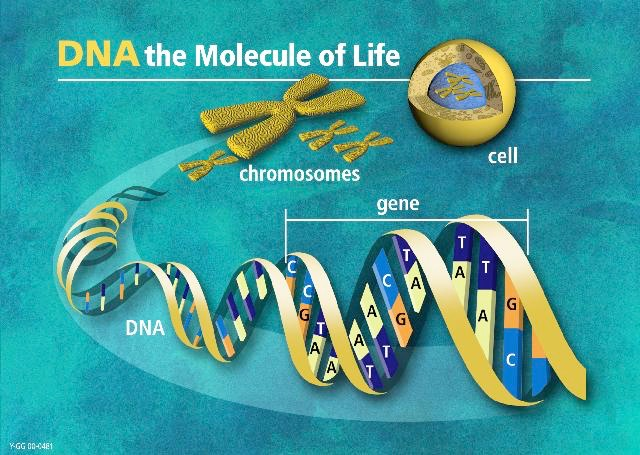 DNA the Molecule of Life
chromosomes
cell
gene
DNA
C
C
G
T
A
A
A
A
T
T
C
G
T
A
T
A
T
A
G
C
Y-GG 00-0481